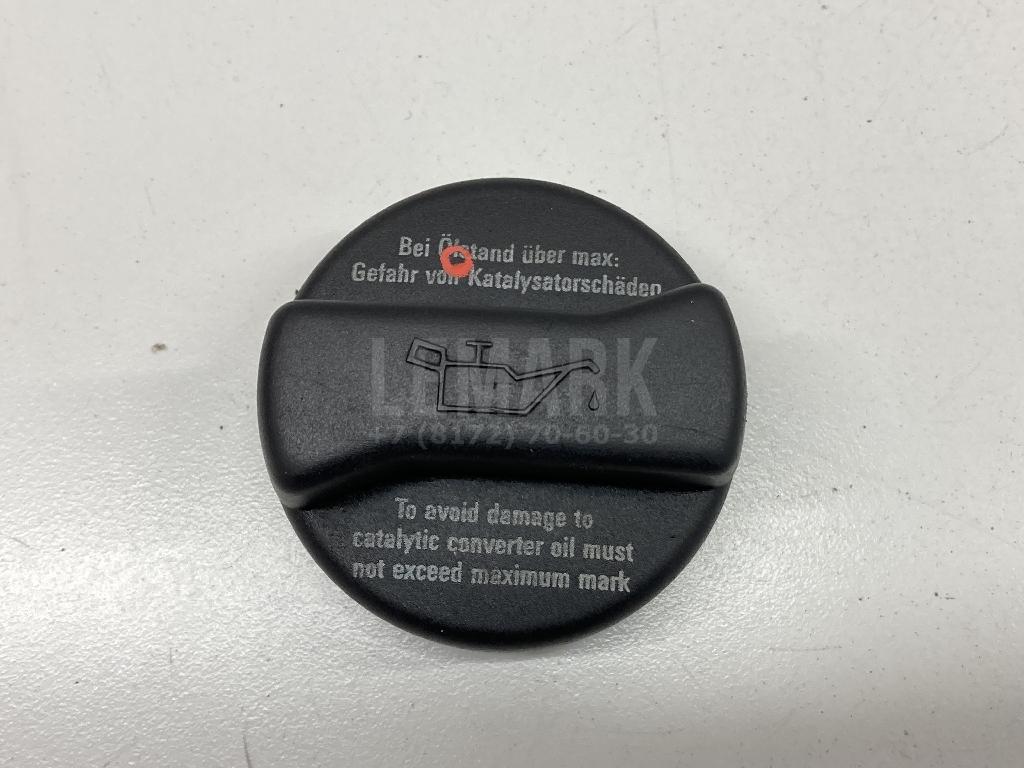 Bei Ölstand über max:
Gefahr von Katalysatorschäden
LEMARK
+7 (8172) 70-60-30
To avoid damage to
catalytic converter oil must
not exceed maximum mark